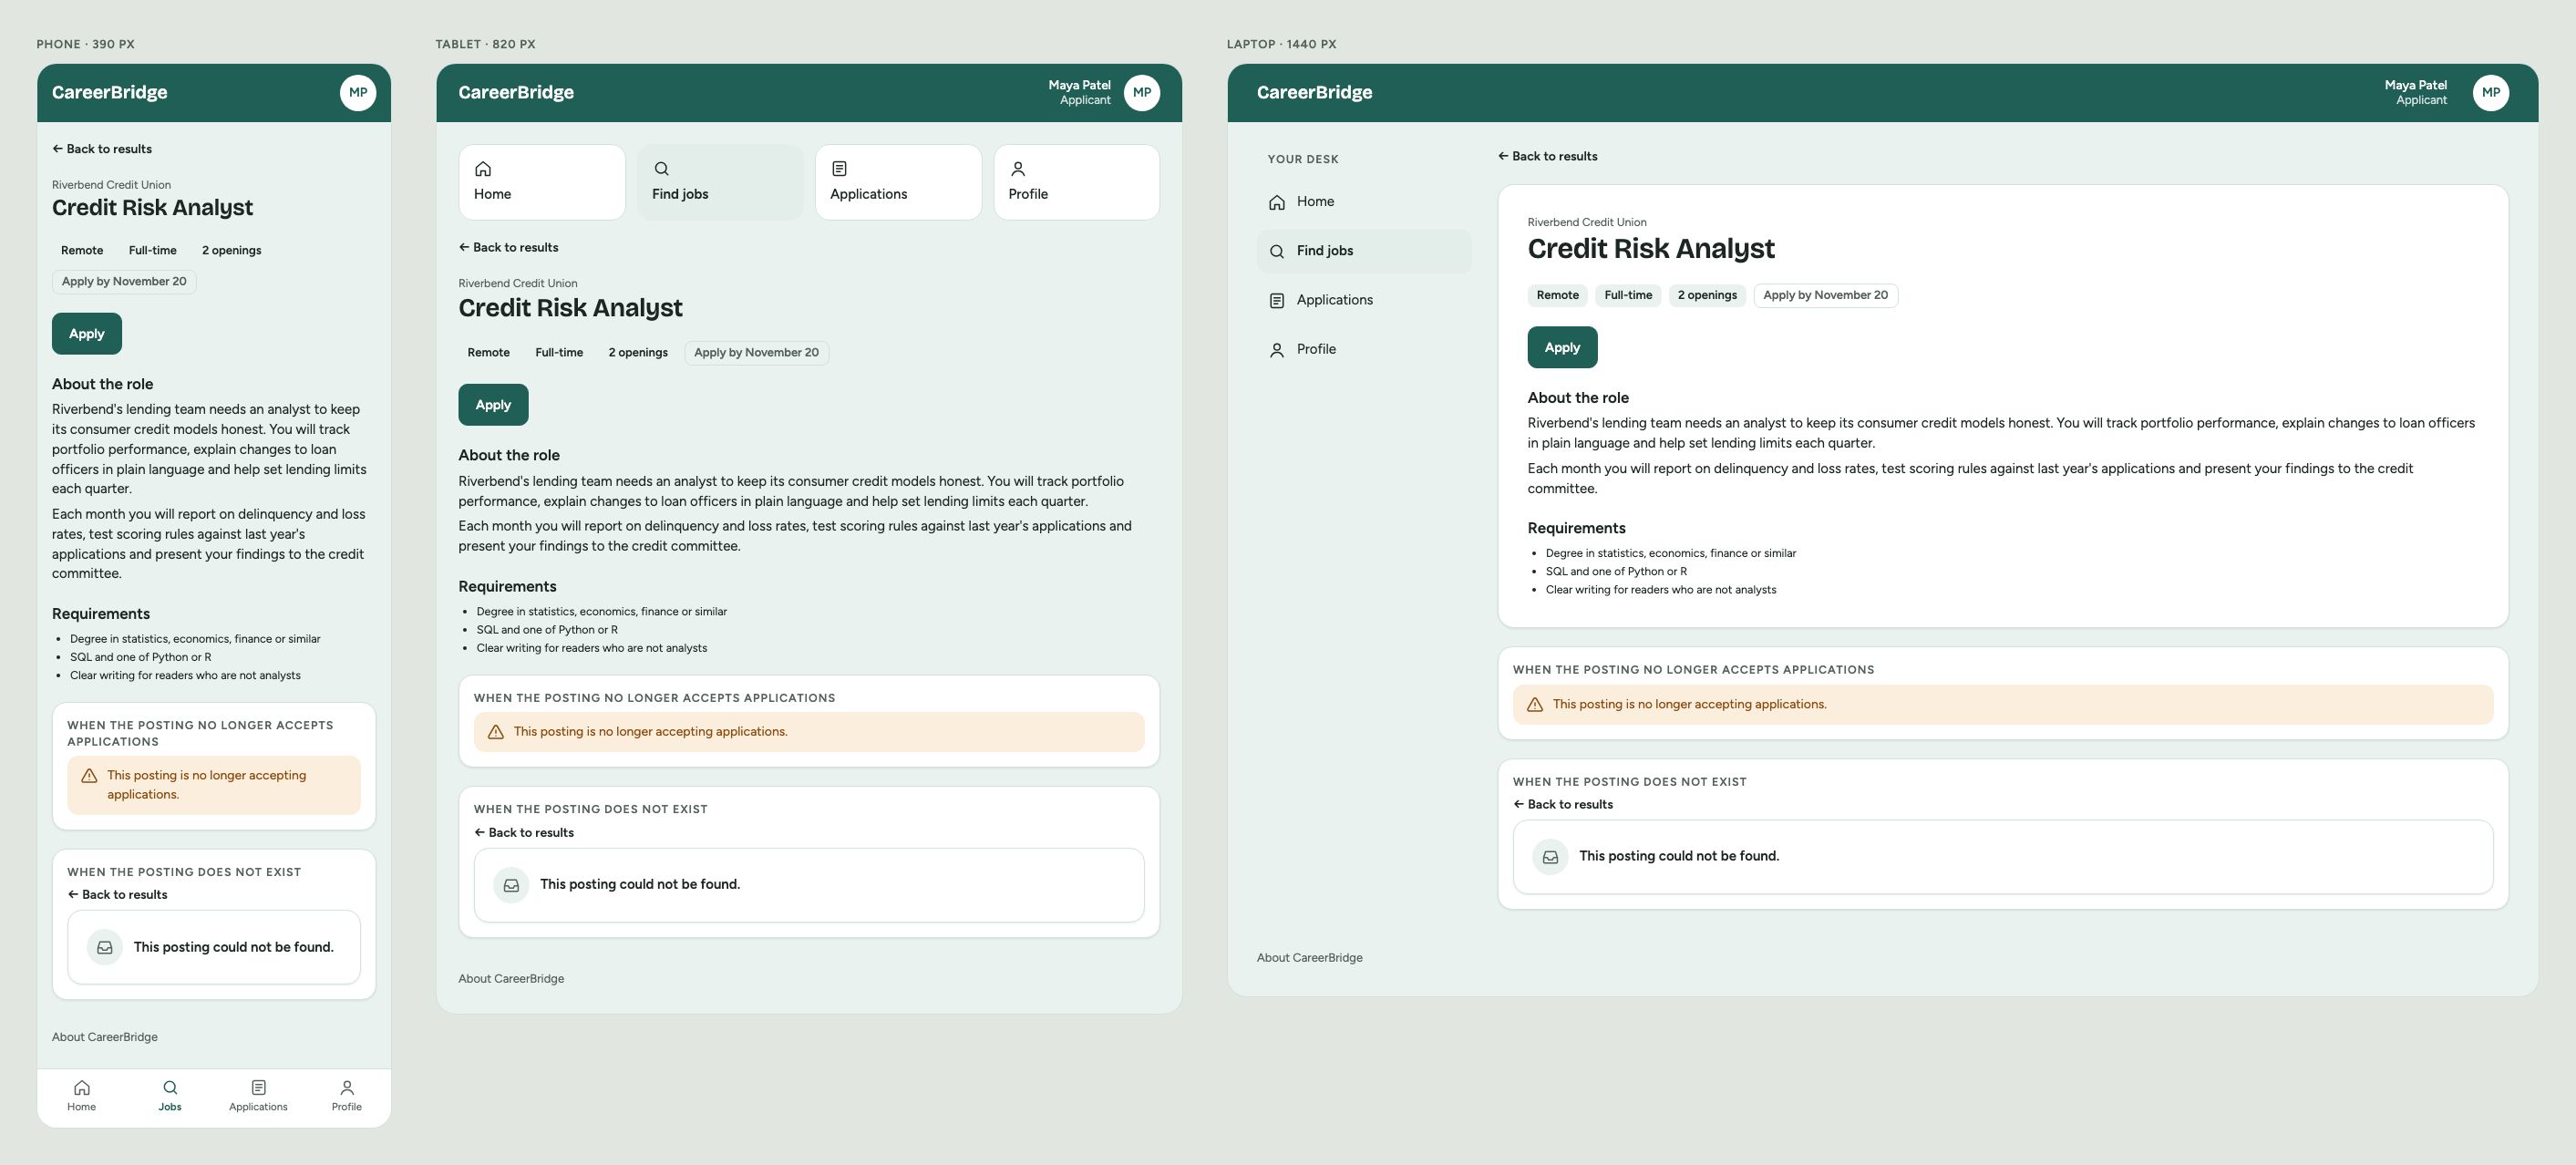 PHONE · 390 PX
CareerBridge
MP
← Back to results
Riverbend Credit Union
Credit Risk Analyst
Remote Full-time 2 openings
Apply by November 20
Apply
About the role
Riverbend's lending team needs an analyst to keep
its consumer credit models honest. You will track
portfolio performance, explain changes to loan
officers in plain language and help set lending limits
each quarter.
Each month you will report on delinquency and loss
rates, test scoring rules against last year's
applications and present your findings to the credit
committee.
Requirements
• Degree in statistics, economics, finance or similar
• SQL and one of Python or R
• Clear writing for readers who are not analysts
WHEN THE POSTING NO LONGER ACCEPTS
APPLICATIONS
This posting is no longer accepting
applications.
WHEN THE POSTING DOES NOT EXIST
← Back to results
This posting could not be found.
About CareerBridge
Home Jobs Applications Profile
TABLET · 820 PX
CareerBridge
Maya Patel
Applicant
MP
Home Find jobs Applications Profile
← Back to results
Riverbend Credit Union
Credit Risk Analyst
Remote Full-time 2 openings Apply by November 20
Apply
About the role
Riverbend's lending team needs an analyst to keep its consumer credit models honest. You will track portfolio
performance, explain changes to loan officers in plain language and help set lending limits each quarter.
Each month you will report on delinquency and loss rates, test scoring rules against last year's applications and
present your findings to the credit committee.
Requirements
• Degree in statistics, economics, finance or similar
• SQL and one of Python or R
• Clear writing for readers who are not analysts
WHEN THE POSTING NO LONGER ACCEPTS APPLICATIONS
This posting is no longer accepting applications.
WHEN THE POSTING DOES NOT EXIST
← Back to results
This posting could not be found.
About CareerBridge
LAPTOP · 1440 PX
CareerBridge
Maya Patel
Applicant
MP
YOUR DESK
Home
Find jobs
Applications
Profile
← Back to results
Riverbend Credit Union
Credit Risk Analyst
Remote Full-time 2 openings Apply by November 20
Apply
About the role
Riverbend's lending team needs an analyst to keep its consumer credit models honest. You will track portfolio performance, explain changes to loan officers
in plain language and help set lending limits each quarter.
Each month you will report on delinquency and loss rates, test scoring rules against last year's applications and present your findings to the credit
committee.
Requirements
• Degree in statistics, economics, finance or similar
• SQL and one of Python or R
• Clear writing for readers who are not analysts
WHEN THE POSTING NO LONGER ACCEPTS APPLICATIONS
This posting is no longer accepting applications.
WHEN THE POSTING DOES NOT EXIST
← Back to results
This posting could not be found.
About CareerBridge